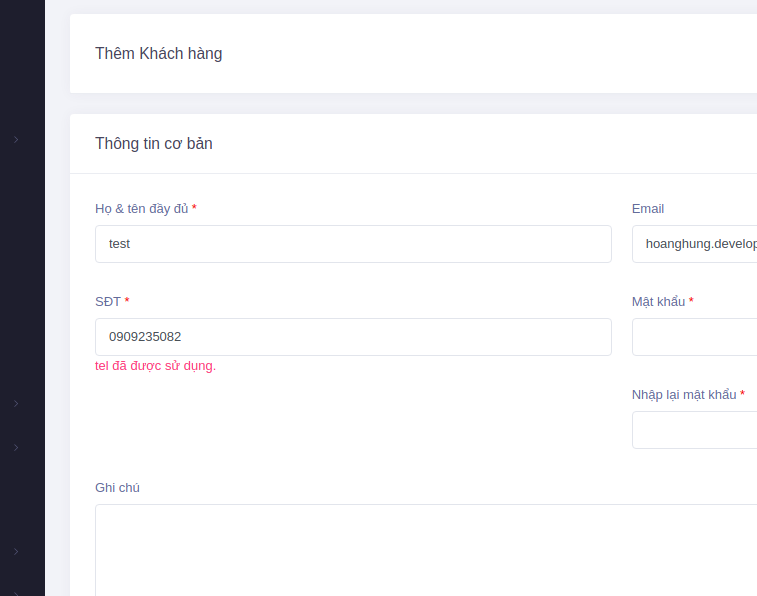 Thêm Khách hàng
Thông tin cơ bản
Họ & tên đầy đủ *
Email
test
hoanghung.develop
SĐT *
Mật khẩu *
0909235082
tel đã được sử dụng.
Nhập lại mật khẩu *
Ghi chú